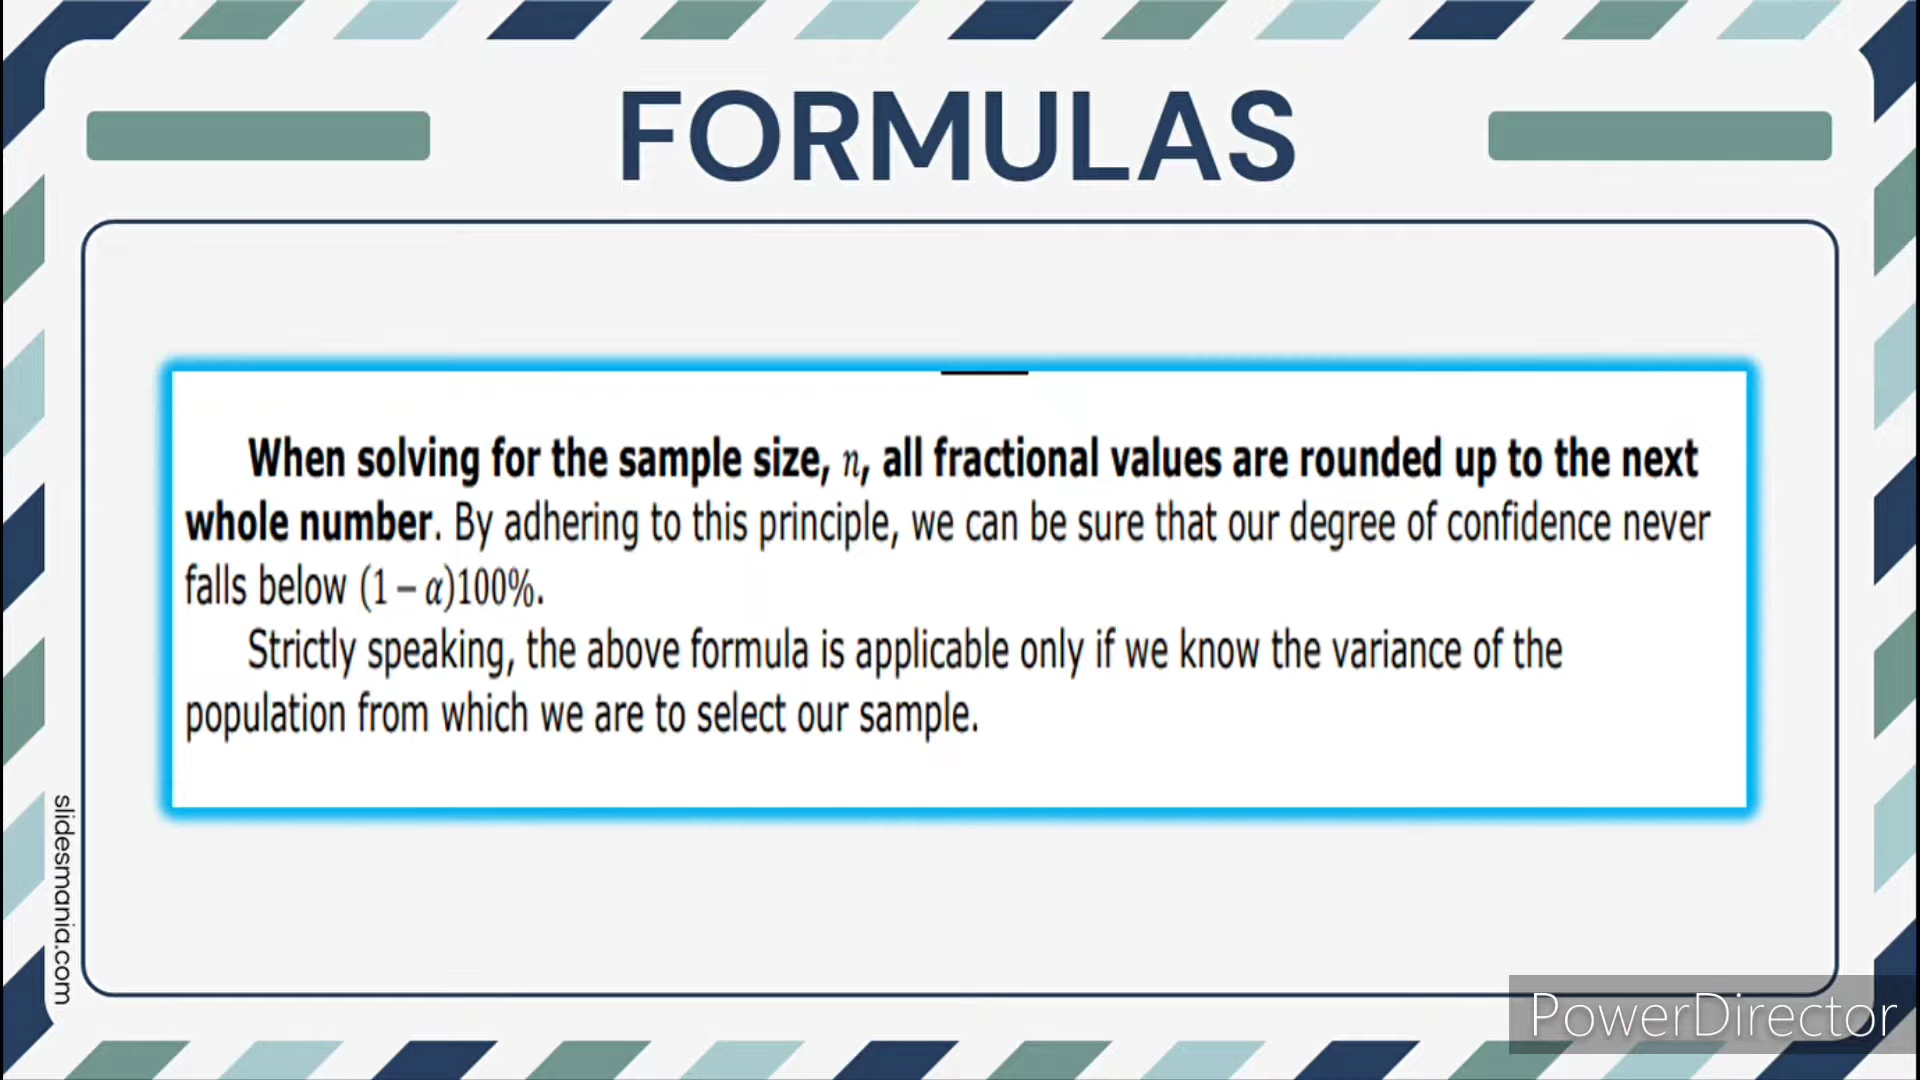 FORMULAS
When solving for the sample size, n, all fractional values are rounded up to the next
whole number. By adhering to this principle, we can be sure that our degree of confidence never
falls below (1 – α)100%.
Strictly speaking, the above formula is applicable only if we know the variance of the
population from which we are to select our sample.
slidesmania.com
PowerDirector